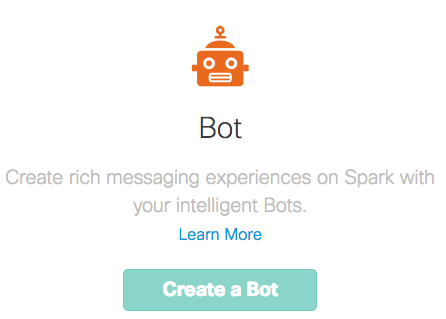 Bot
Create rich messaging experiences on Spark with
your intelligent Bots.
Learn More
Create a Bot